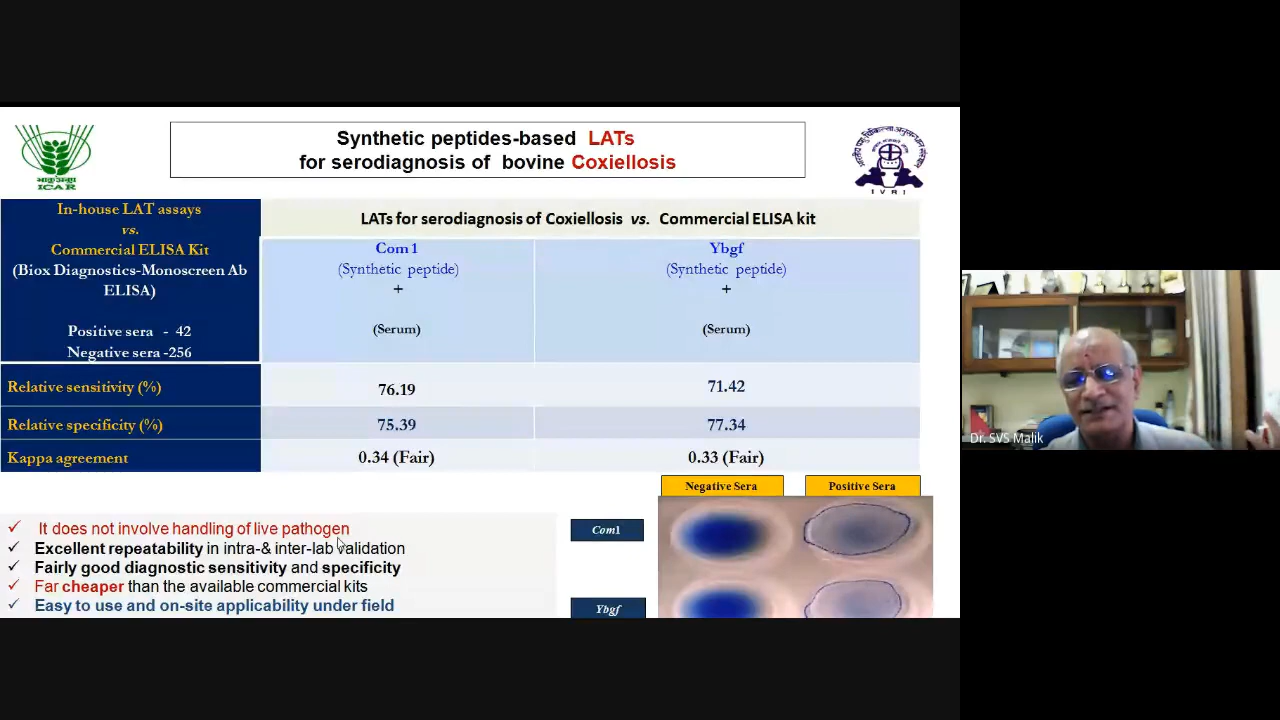 Synthetic peptides-based LATs
for serodiagnosis of bovine Coxiellosis
ICAR
I V R I
In-house LAT assays
vs.
Commercial ELISA Kit
(Biox Diagnostics-Monoscreen Ab
ELISA)
Positive sera - 42
Negative sera -256
LATs for serodiagnosis of Coxiellosis vs. Commercial ELISA kit
Com1
(Synthetic peptide)
+
(Serum)
Ybgf
(Synthetic peptide)
+
(Serum)
Relative sensitivity (%) 76.19 71.42
Relative specificity (%) 75.39 77.34
Kappa agreement 0.34 (Fair) 0.33 (Fair)
Negative Sera Positive Sera
Com1
Ybgf
✓ It does not involve handling of live pathogen
✓ Excellent repeatability in intra-& inter-lab validation
✓ Fairly good diagnostic sensitivity and specificity
✓ Far cheaper than the available commercial kits
✓ Easy to use and on-site applicability under field
Dr. SVS Malik